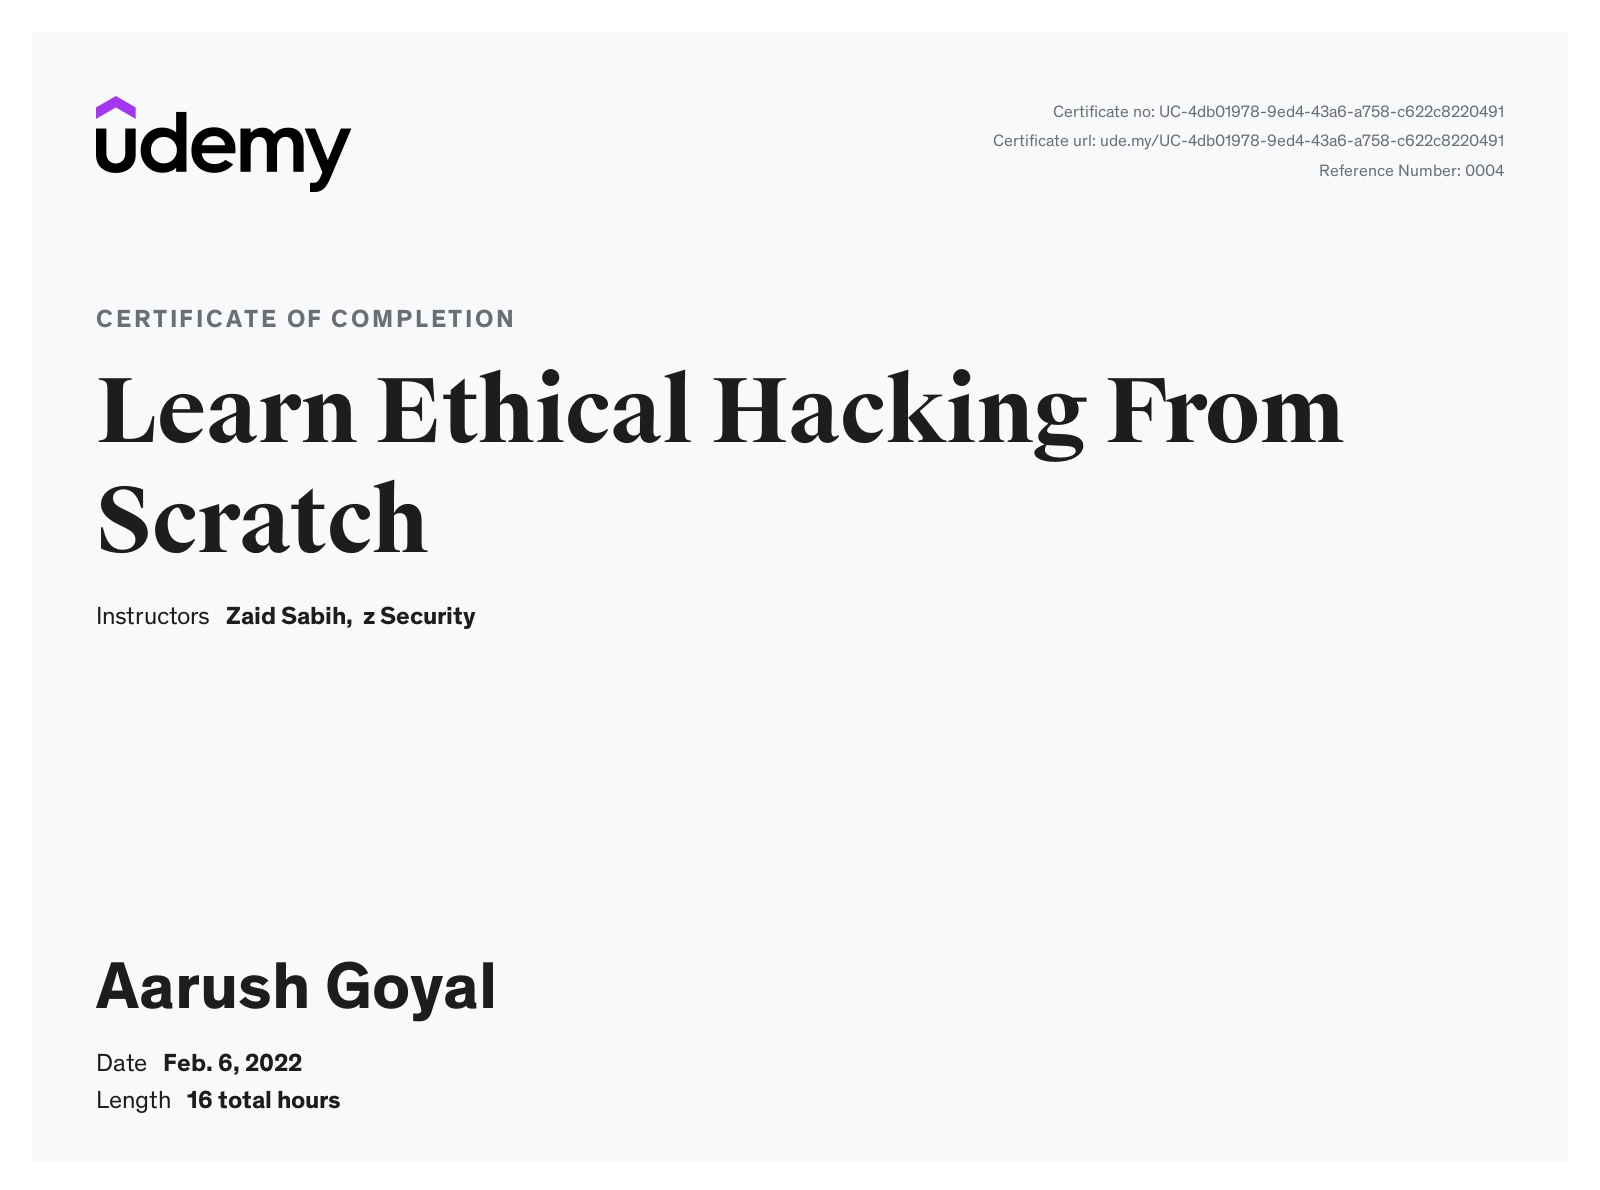 udemy
Certificate no: UC-4db01978-9ed4-43a6-a758-c622c8220491
Certificate url: ude.my/UC-4db01978-9ed4-43a6-a758-c622c8220491
Reference Number: 0004
CERTIFICATE OF COMPLETION
Learn Ethical Hacking From
Scratch
Instructors Zaid Sabih, z Security
Aarush Goyal
Date Feb. 6, 2022
Length 16 total hours